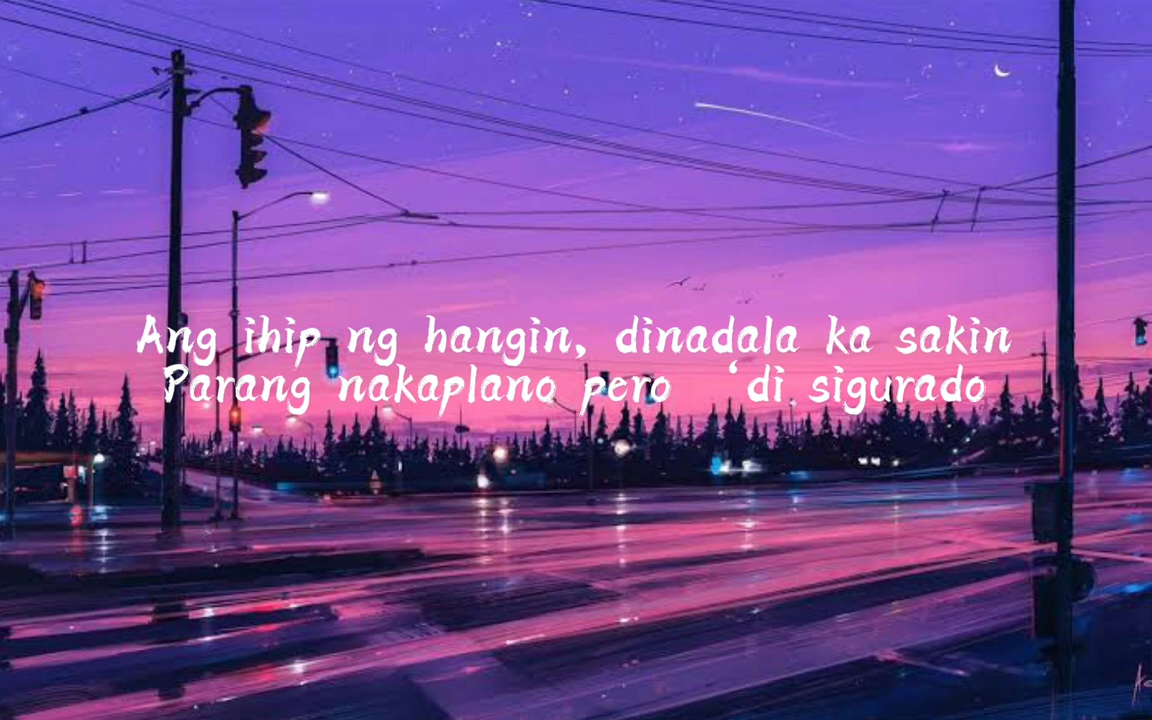 Ang ihip ng hangin, dinadala ka sakin
Parang nakaplano pero ‘di sigurado